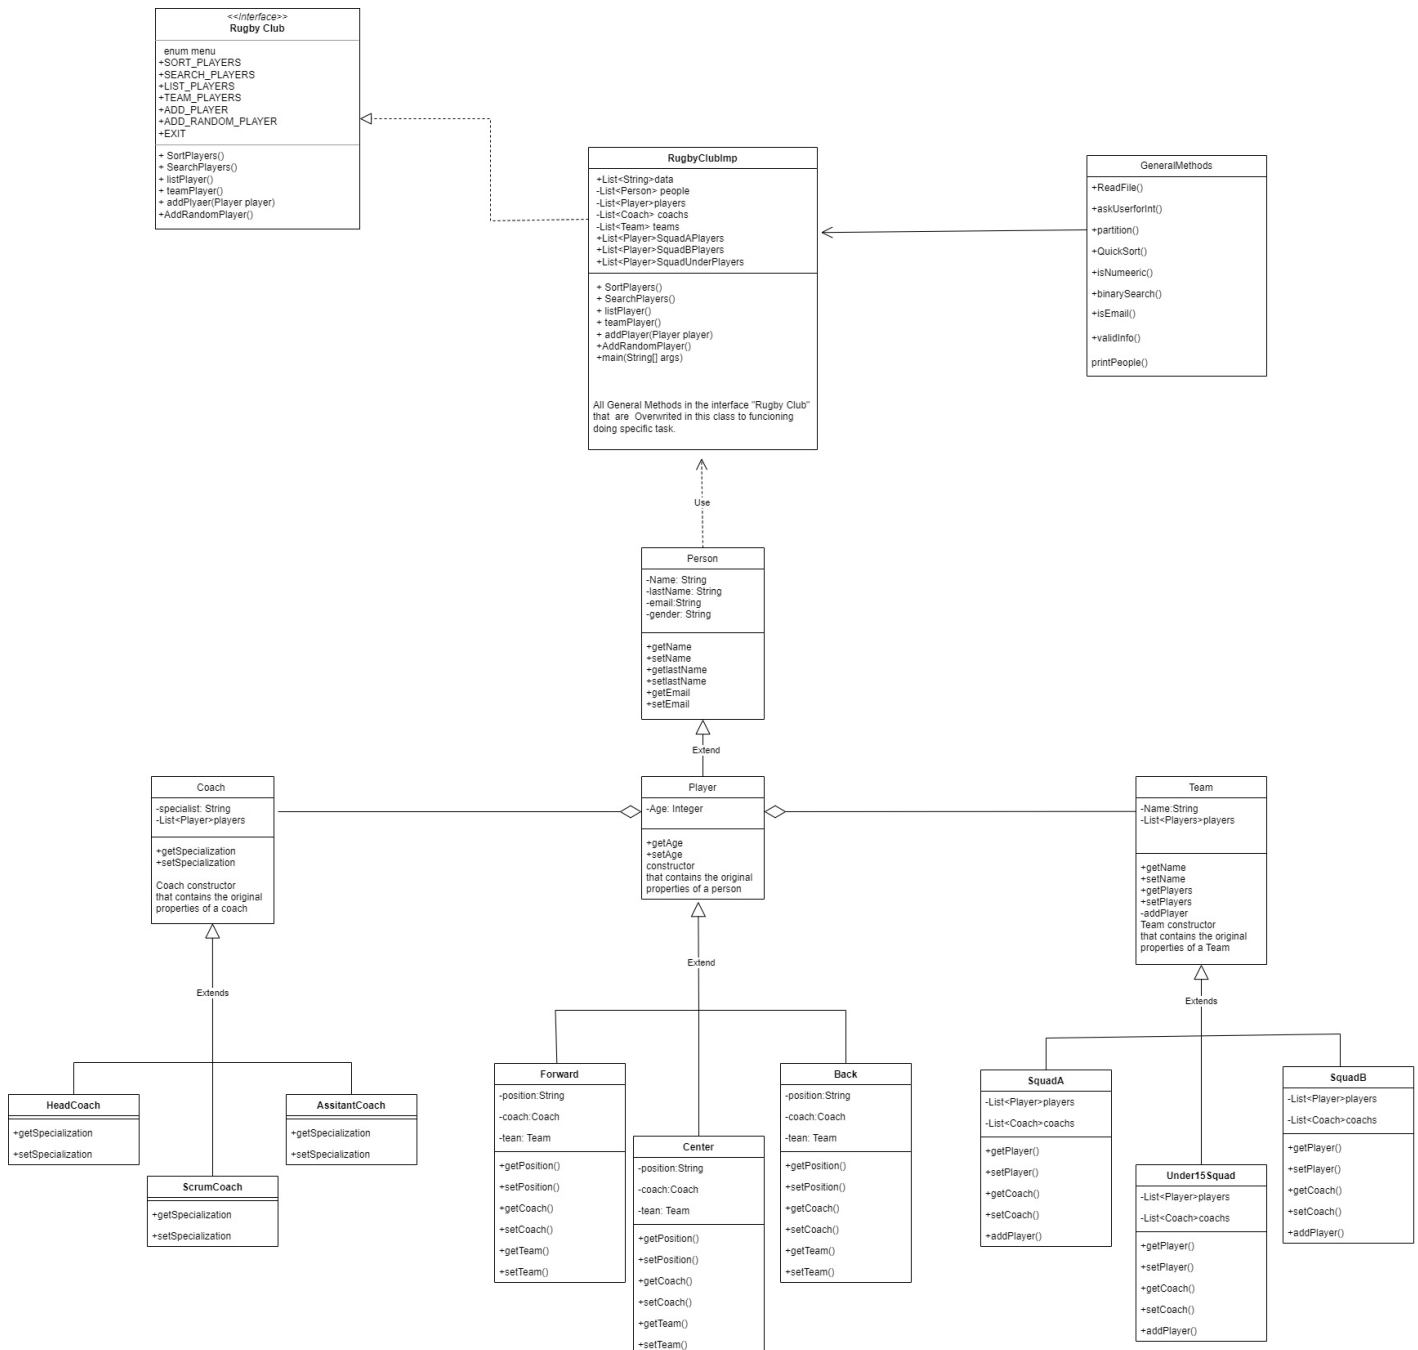 <<Interface>>
Rugby Club
enum menu
+SORT_PLAYERS
+SEARCH_PLAYERS
+LIST_PLAYERS
+TEAM_PLAYERS
+ADD_PLAYER
+ADD_RANDOM_PLAYER
+EXIT
+ SortPlayers()
+ SearchPlayers()
+ listPlayer()
+ teamPlayer()
+ addPlyaer(Player player)
+AddRandomPlayer()
RugbyClubImp
+List<String>data
-List<Person> people
-List<Player>players
-List<Coach> coachs
-List<Team> teams
+List<Player>SquadAPlayers
+List<Player>SquadBPlayers
+List<Player>SquadUnderPlayers
+ SortPlayers()
+ SearchPlayers()
+ listPlayer()
+ teamPlayer()
+ addPlayer(Player player)
+AddRandomPlayer()
+main(String[] args)
All General Methods in the interface "Rugby Club"
that are Overwrited in this class to funcioning
doing specific task.
GeneralMethods
+ReadFile()
+askUserforInt()
+partition()
+QuickSort()
+isNumeeric()
+binarySearch()
+isEmail()
+validInfo()
printPeople()
Use
Person
-Name: String
-lastName: String
-email:String
-gender: String
+getName
+setName
+getlastName
+setlastName
+getEmail
+setEmail
Extend
Coach
-specialist: String
-List<Player>players
+getSpecialization
+setSpecialization
Coach constructor
that contains the original
properties of a coach
Player
-Age: Integer
+getAge
+setAge
constructor
that contains the original
properties of a person
Team
-Name:String
-List<Players>players
+getName
+setName
+getPlayers
+setPlayers
-addPlayer
Team constructor
that contains the original
properties of a Team
Extends
Extend
Extends
HeadCoach
+getSpecialization
+setSpecialization
AssitantCoach
+getSpecialization
+setSpecialization
ScrumCoach
+getSpecialization
+setSpecialization
Forward
-position:String
-coach:Coach
-tean: Team
+getPosition()
+setPosition()
+getCoach()
+setCoach()
+getTeam()
+setTeam()
Center
-position:String
-coach:Coach
-tean: Team
+getPosition()
+setPosition()
+getCoach()
+setCoach()
+getTeam()
+setTeam()
Back
-position:String
-coach:Coach
-tean: Team
+getPosition()
+setPosition()
+getCoach()
+setCoach()
+getTeam()
+setTeam()
SquadA
-List<Player>players
-List<Coach>coachs
+getPlayer()
+setPlayer()
+getCoach()
+setCoach()
+addPlayer()
Under15Squad
-List<Player>players
-List<Coach>coachs
+getPlayer()
+setPlayer()
+getCoach()
+setCoach()
+addPlayer()
SquadB
-List<Player>players
-List<Coach>coachs
+getPlayer()
+setPlayer()
+getCoach()
+setCoach()
+addPlayer()